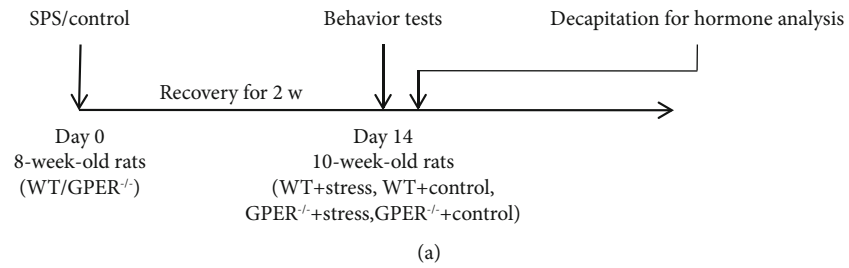 SPS/control
Behavior tests
Decapitation for hormone analysis
Recovery for 2 w
Day 0
8-week-old rats
(WT/GPER-/-)
Day 14
10-week-old rats
(WT+stress, WT+control,
GPER-/-+stress,GPER-/-+control)
(a)